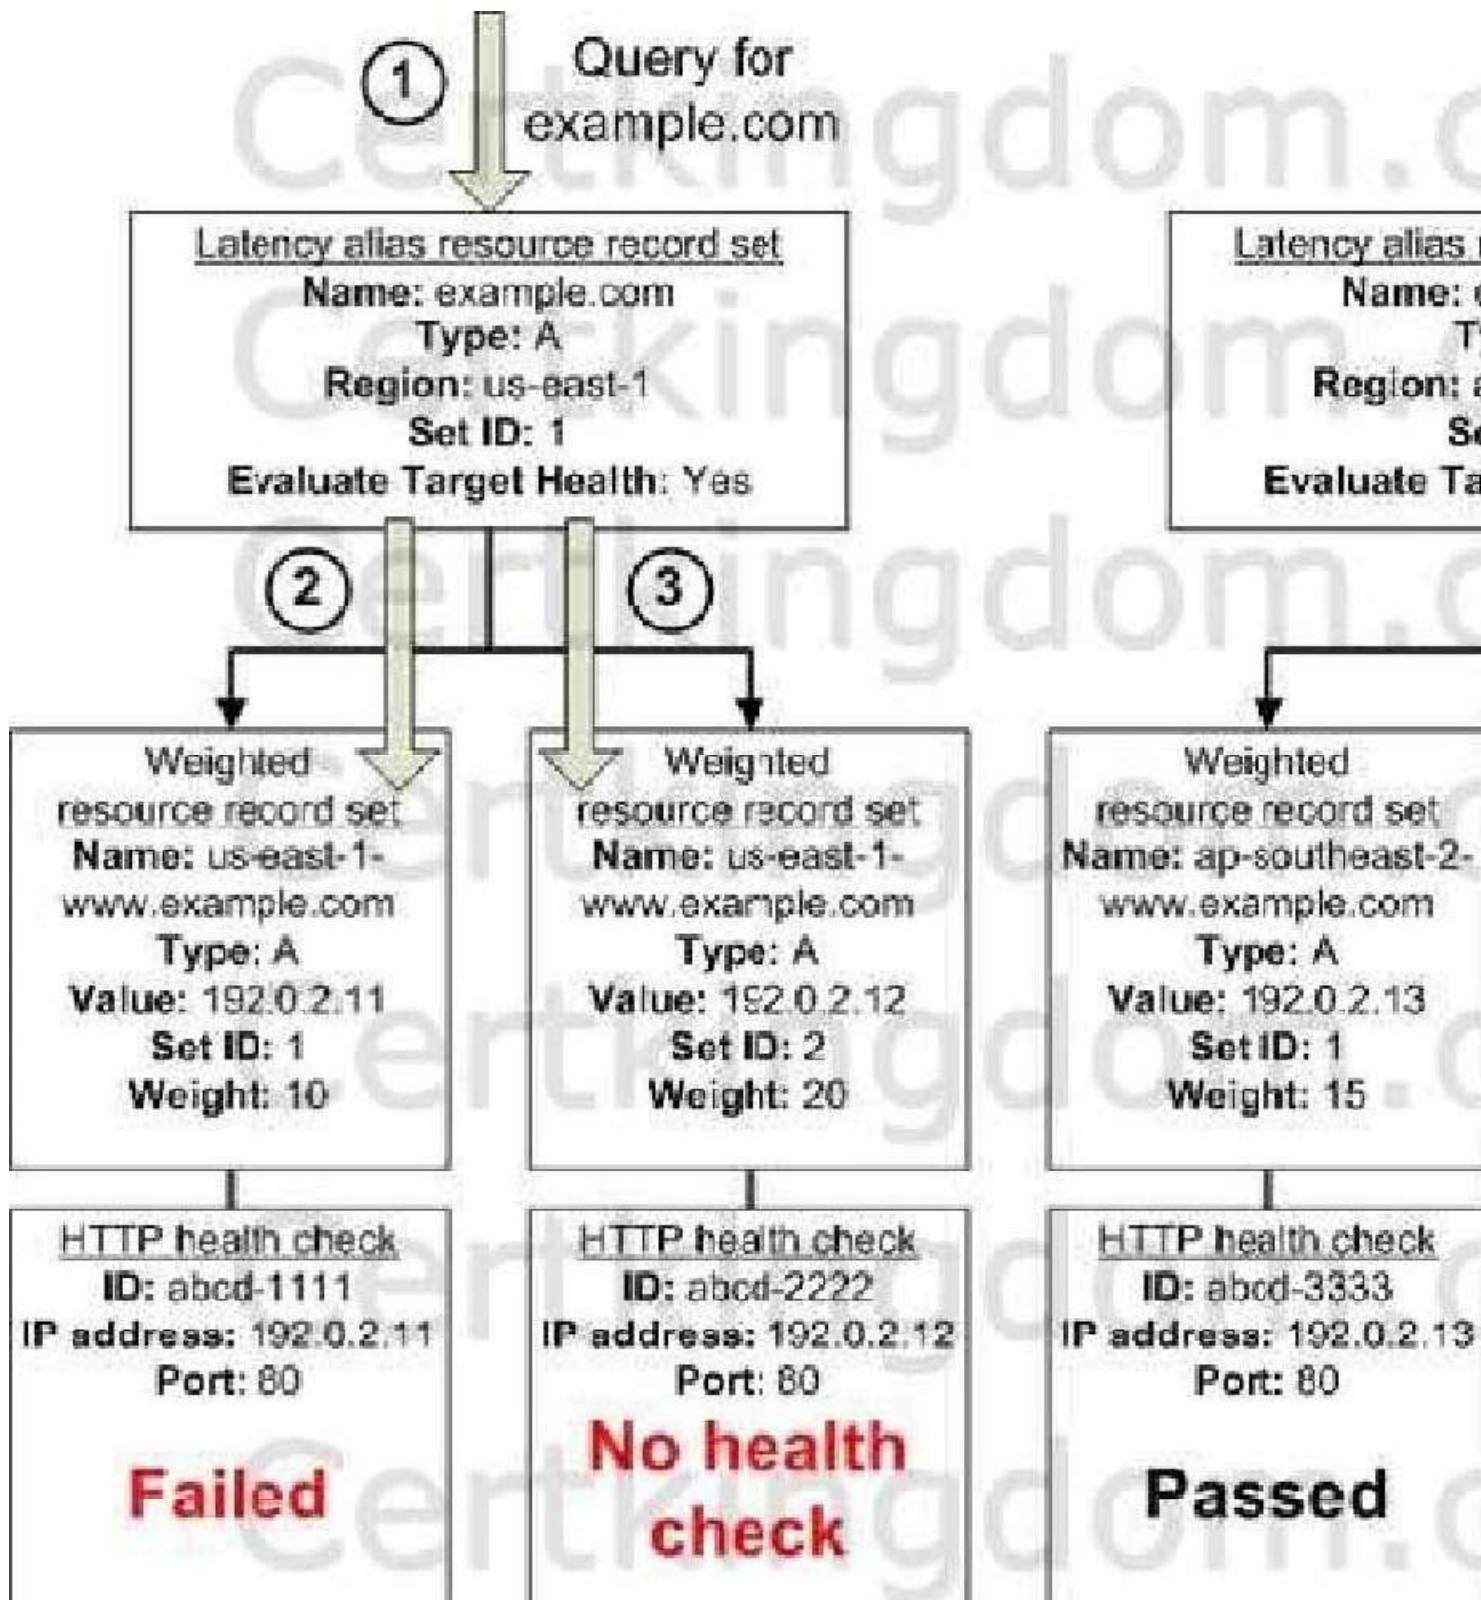 1
Query for
example.com
Latency alias resource record set
Name: example.com
Type: A
Region: us-east-1
Set ID: 1
Evaluate Target Health: Yes
Latency alias
Name:
Region:
Evaluate
2
3
Weighted
resource record set
Name: us-east-1-
www.example.com
Type: A
Value: 192.0.2.11
Set ID: 1
Weight: 10
Weighted
resource record set
Name: us-east-1-
www.example.com
Type: A
Value: 192.0.2.12
Set ID: 2
Weight: 20
Weighted
resource record set
Name: ap-southeast-2-
www.example.com
Type: A
Value: 192.0.2.13
Set ID: 1
Weight: 15
HTTP health check
ID: abcd-1111
IP address: 192.0.2.11
Port: 80
Failed
HTTP health check
ID: abcd-2222
IP address: 192.0.2.12
Port: 80
No health
check
HTTP health check
ID: abcd-3333
IP address: 192.0.2.13
Port: 80
Passed
Certkingdom.c
Certkingdom.c
Certkingdom.c
Certkingdom.c
Certkingdom.c
Certkingdom.c
Certkingdom.c